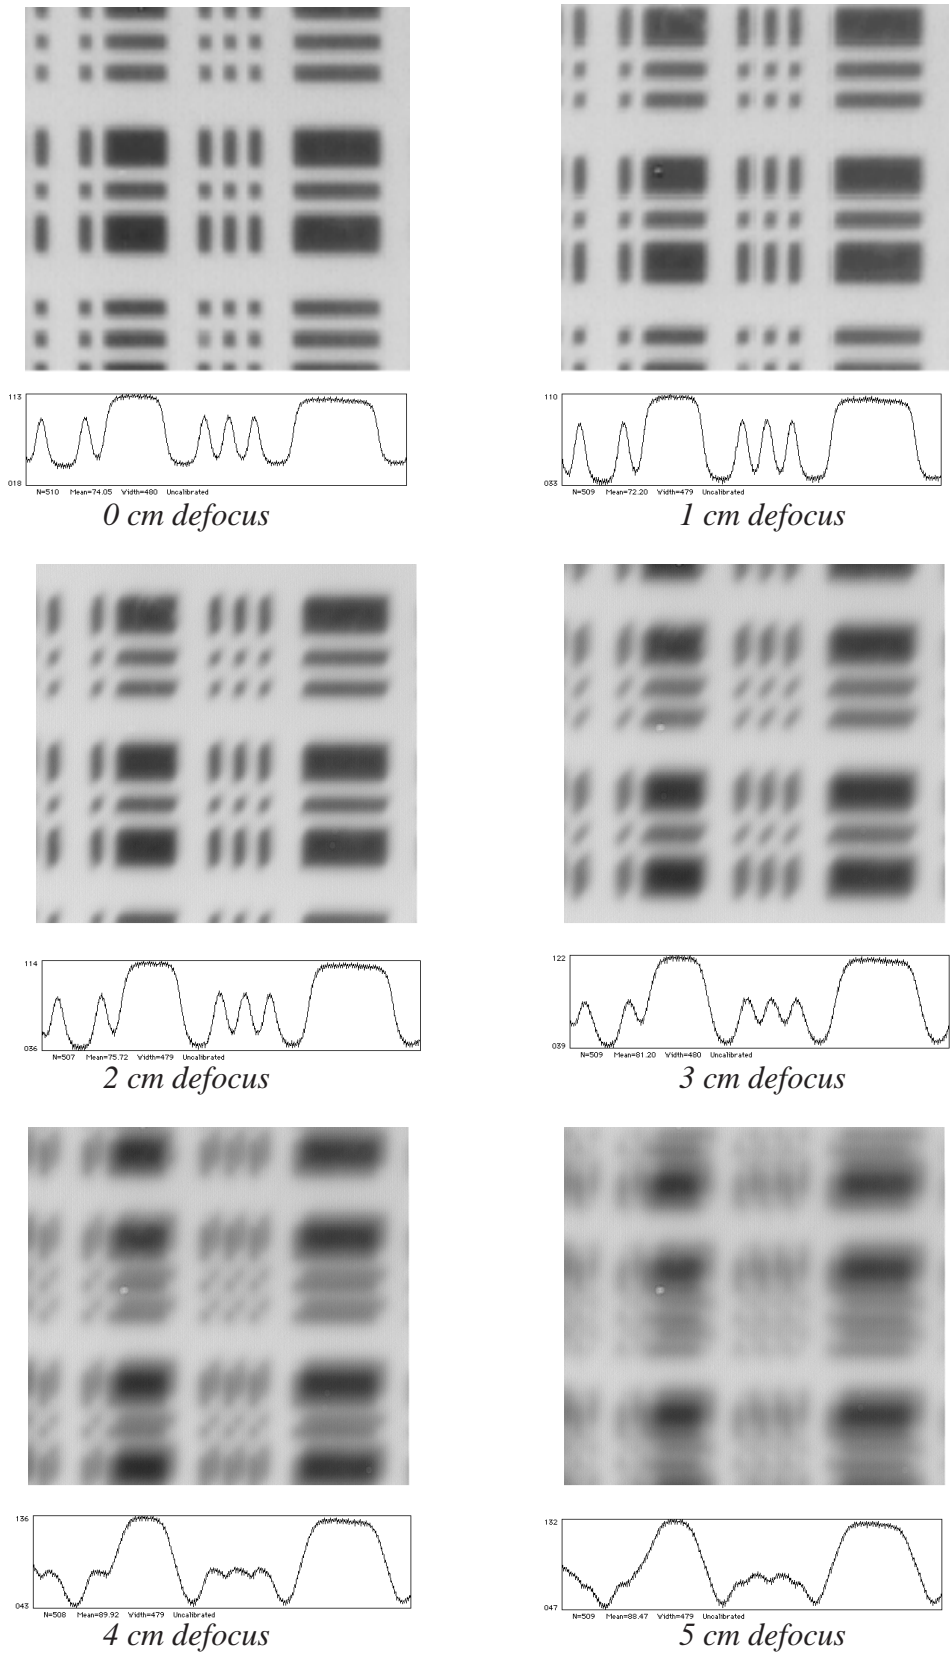 113
110
018
033
N=510 Mean=74.05 Width=480 Uncalibrated
N=509 Mean=72.20 Width=479 Uncalibrated
0 cm defocus
1 cm defocus
114
122
036
039
N=507 Mean=75.72 Width=479 Uncalibrated
N=509 Mean=81.20 Width=480 Uncalibrated
2 cm defocus
3 cm defocus
136
132
043
047
N=508 Mean=89.92 Width=479 Uncalibrated
N=509 Mean=88.47 Width=479 Uncalibrated
4 cm defocus
5 cm defocus